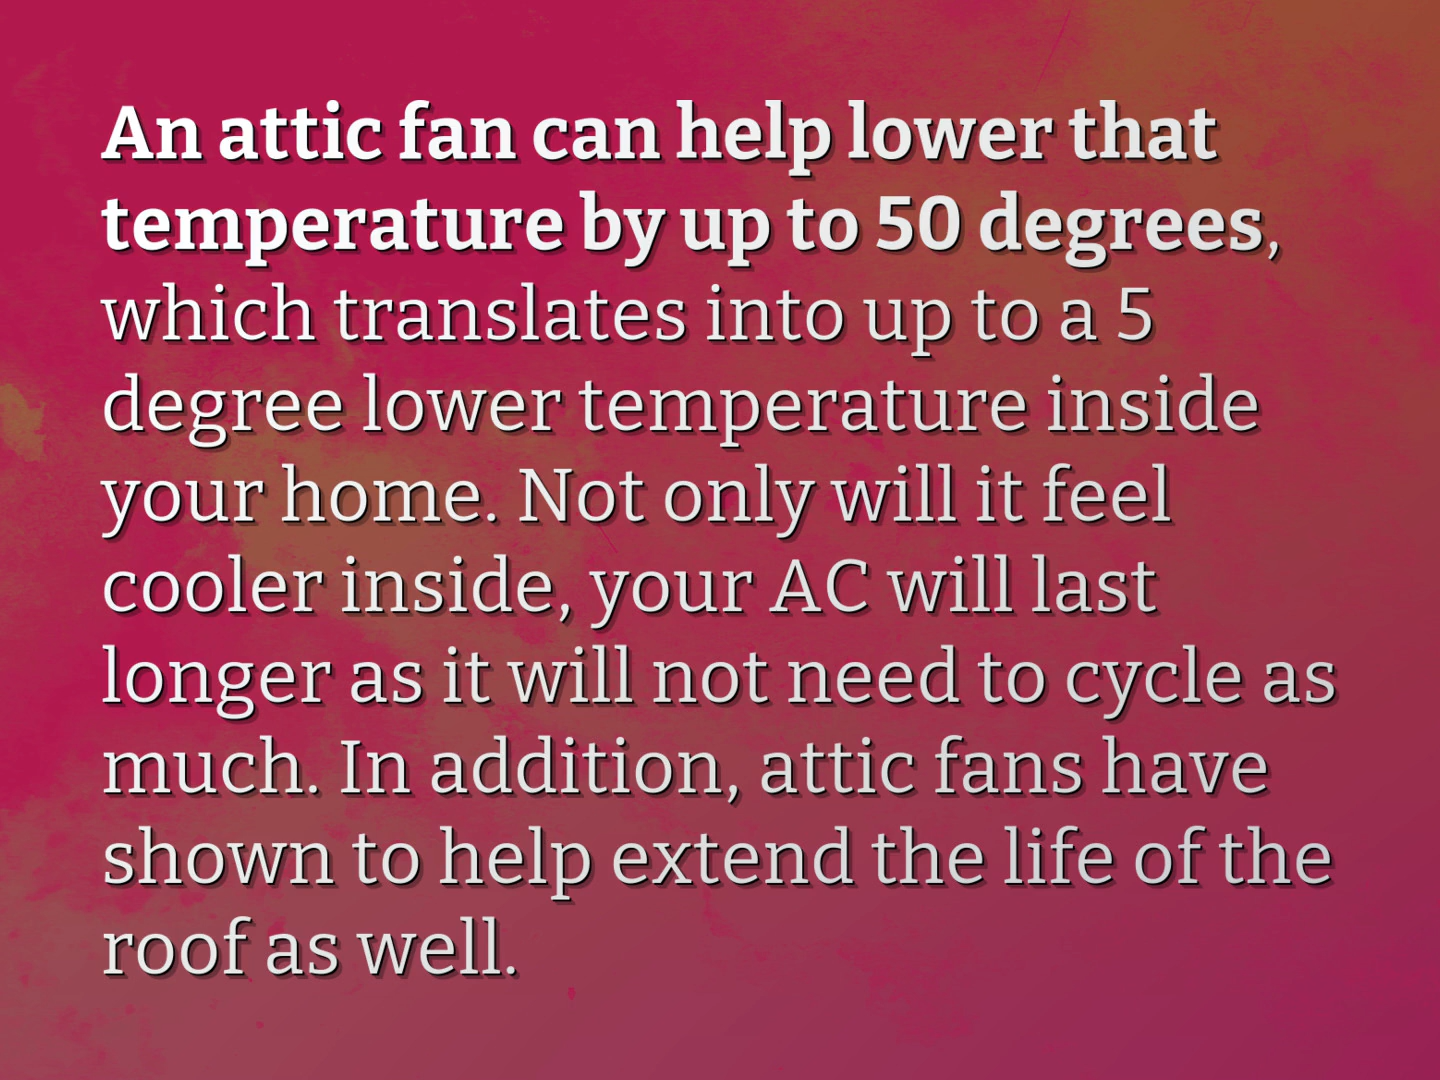 An attic fan can help lower that
temperature by up to 50 degrees,
which translates into up to a 5
degree lower temperature inside
your home. Not only will it feel
cooler inside, your AC will last
longer as it will not need to cycle as
much. In addition, attic fans have
shown to help extend the life of the
roof as well.